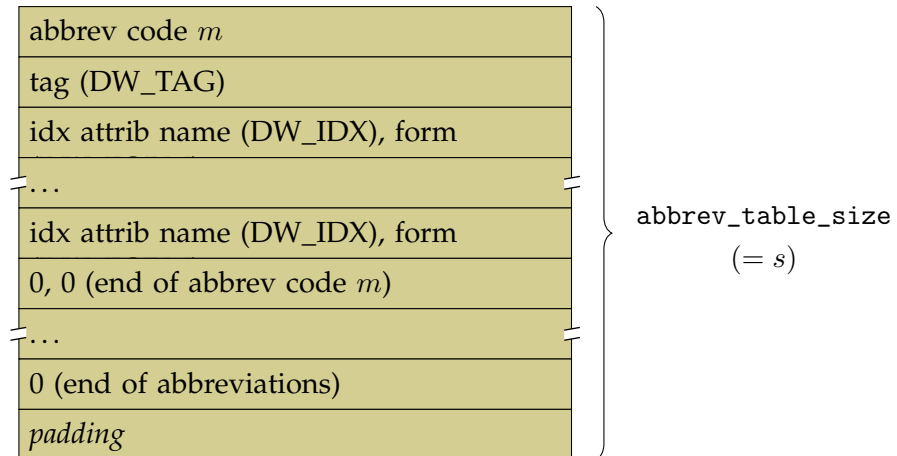 abbrev code m
tag (DW_TAG)
idx attrib name (DW_IDX), form
...
idx attrib name (DW_IDX), form
0, 0 (end of abbrev code m)
...
0 (end of abbreviations)
padding
abbrev_table_size
(= s)